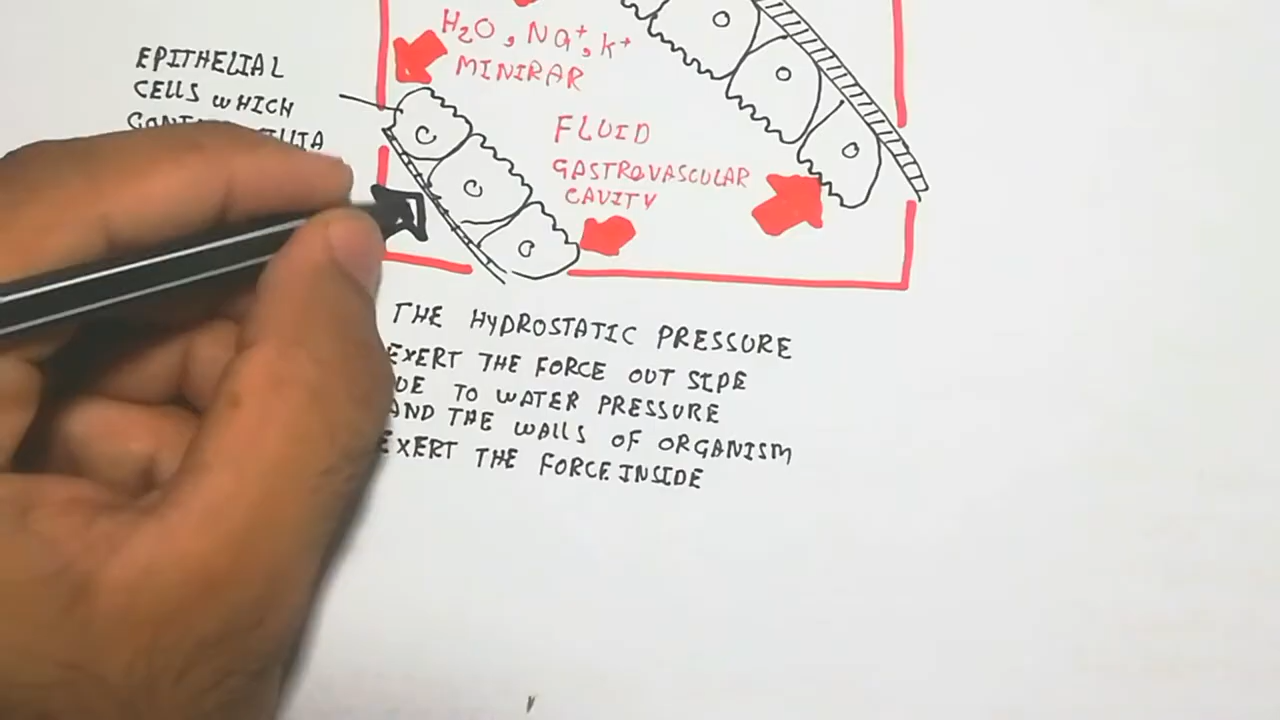 H₂O, Na⁺, K⁺
MINIRAR
EPITHELIAL
CELLS WHICH
FLUID
GASTROVASCULAR
CAVITY
THE HYDROSTATIC PRESSURE
EXERT THE FORCE OUT SIDE
TO WATER PRESSURE
AND THE WALLS OF ORGANISM
EXERT THE FORCE INSIDE